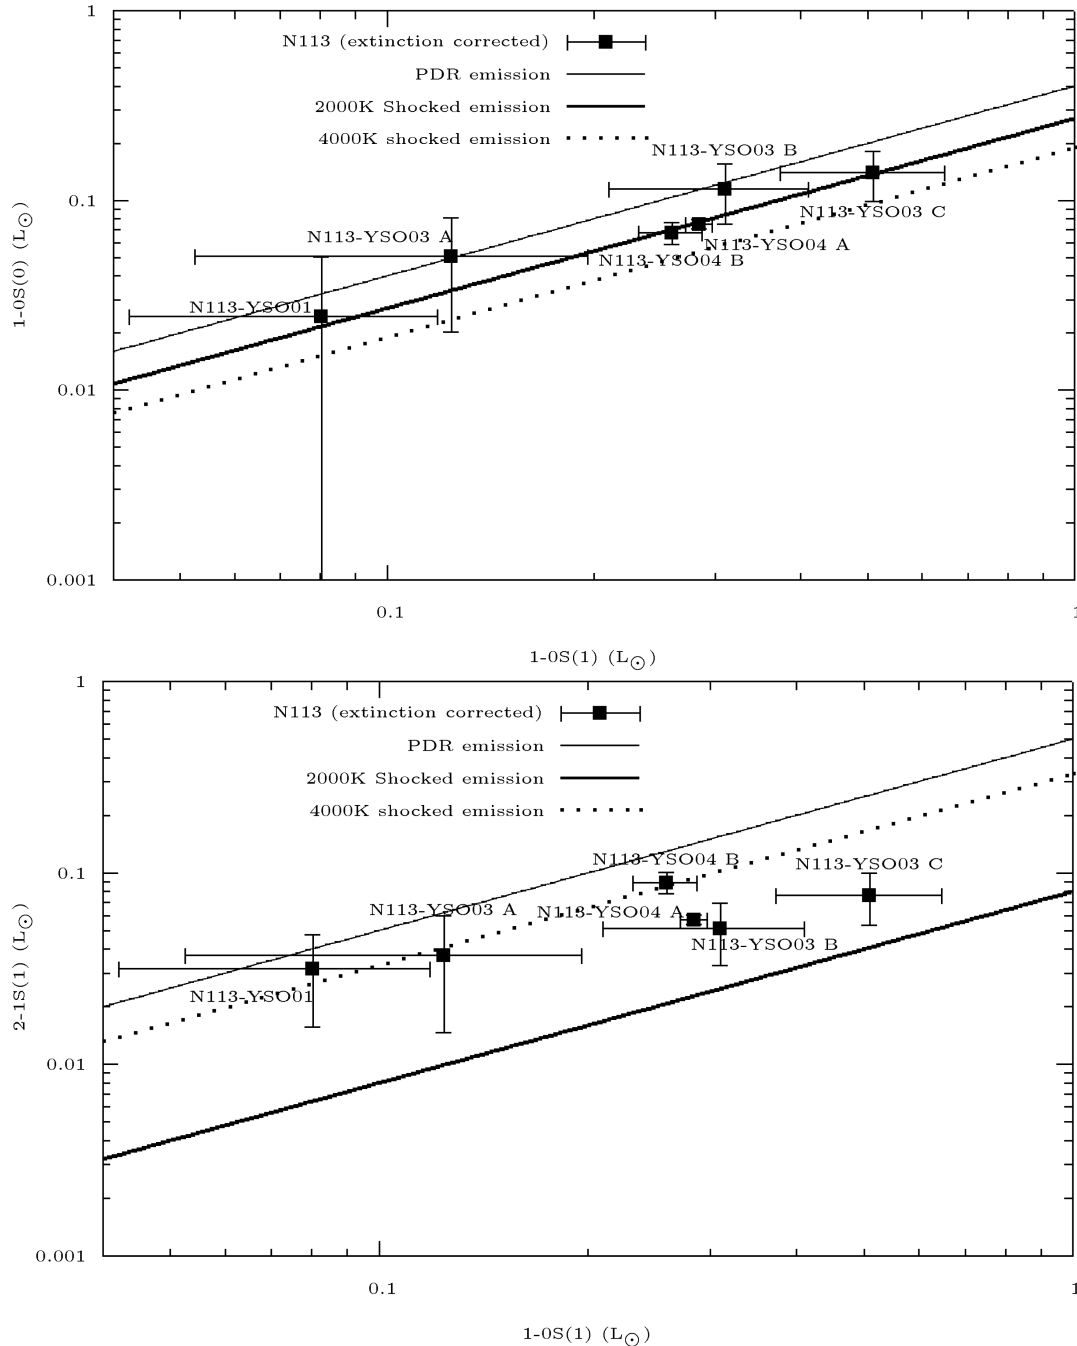 1
N113 (extinction corrected)
PDR emission
2000K Shocked emission
4000K shocked emission
N113-YSO03 B
0.1
N113-YSO03 C
N113-YSO03 A
N113-YSO04 A
N113-YSO04 B
N113-YSO01
0.01
0.001
1-0S(0) (L⊙)
0.1
1
1-0S(1) (L⊙)
1
N113 (extinction corrected)
PDR emission
2000K Shocked emission
4000K shocked emission
N113-YSO04 B
N113-YSO03 C
0.1
N113-YSO03 A
N113-YSO04 A
N113-YSO03 B
N113-YSO01
0.01
0.001
2-1S(1) (L⊙)
0.1
1
1-0S(1) (L⊙)